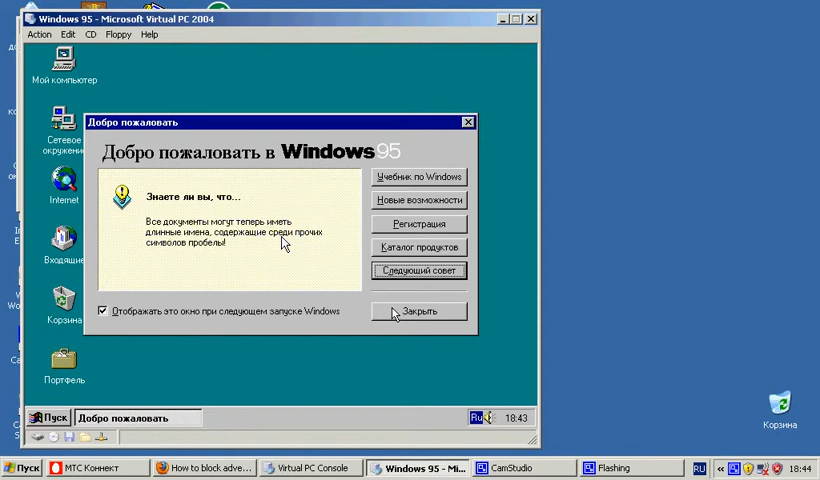 Windows 95 - Microsoft Virtual PC 2004
Action Edit CD Floppy Help
Мой компьютер
Сетевое
окружени
Internet
Входящие
Корзина
Портфель
Добро пожаловать
Добро пожаловать в Windows 95
Знаете ли вы, что...
Все документы могут теперь иметь
длинные имена, содержащие среди прочих
символов пробелы!
Учебник по Windows
Новые возможности
Регистрация
Каталог продуктов
Следующий совет
Отображать это окно при следующем запуске Windows
Закрыть
Пуск
Добро пожаловать
Ru
18:43
Корзина
Пуск
МТС Коннект
How to block adve...
Virtual PC Console
Windows 95 - Mi...
CamStudio
Flashing
RU
18:44